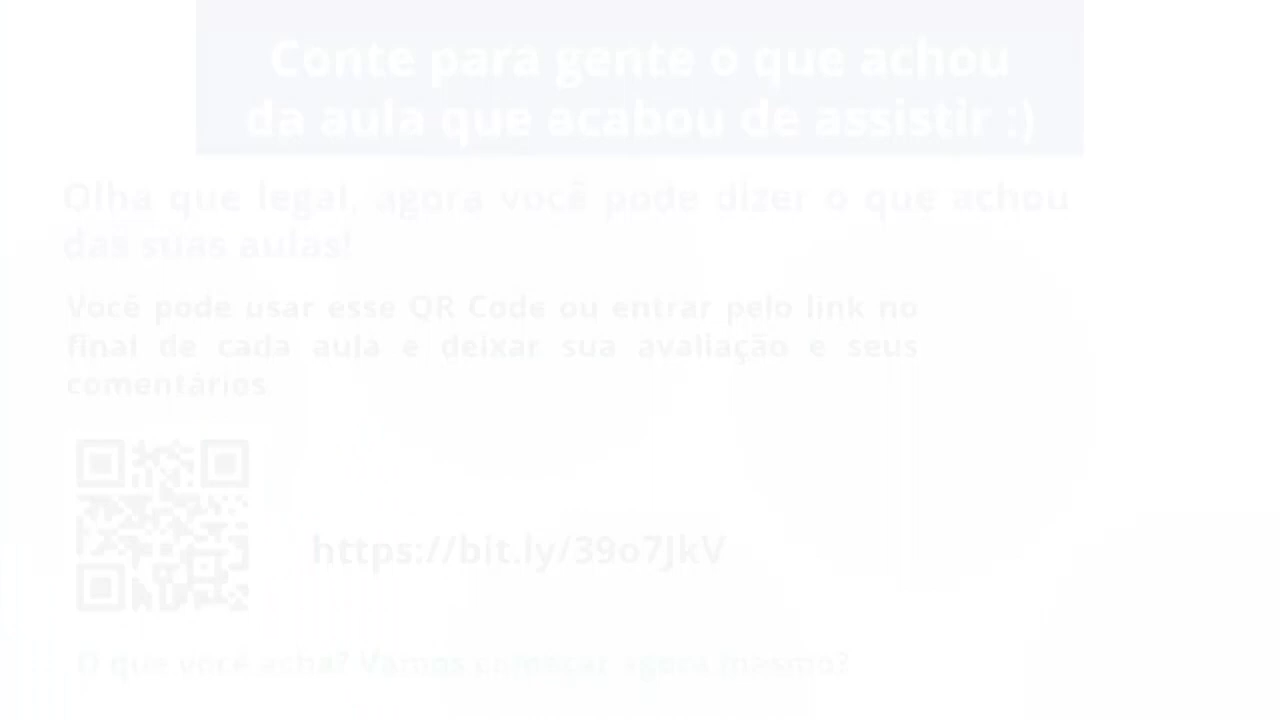 Conte para gente o que achou
da aula que acabou de assistir :)
Olha que legal, agora você pode dizer o que achou
das suas aulas!
Você pode usar esse QR Code ou entrar pelo link no
final de cada aula e deixar sua avaliação e seus
comentários.
https://bit.ly/39o7JkV
O que você acha? Vamos começar agora mesmo?